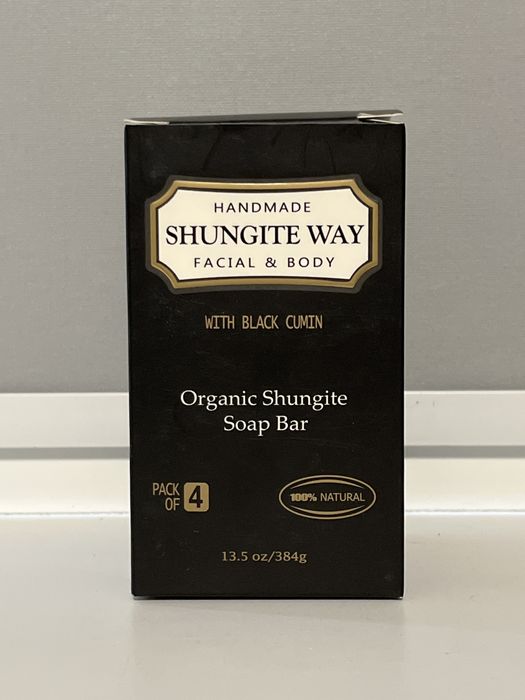 HANDMADE
SHUNGITE WAY
FACIAL & BODY
WITH BLACK CUMIN
Organic Shungite
Soap Bar
PACK
OF 4
100% NATURAL
13.5 oz/384g